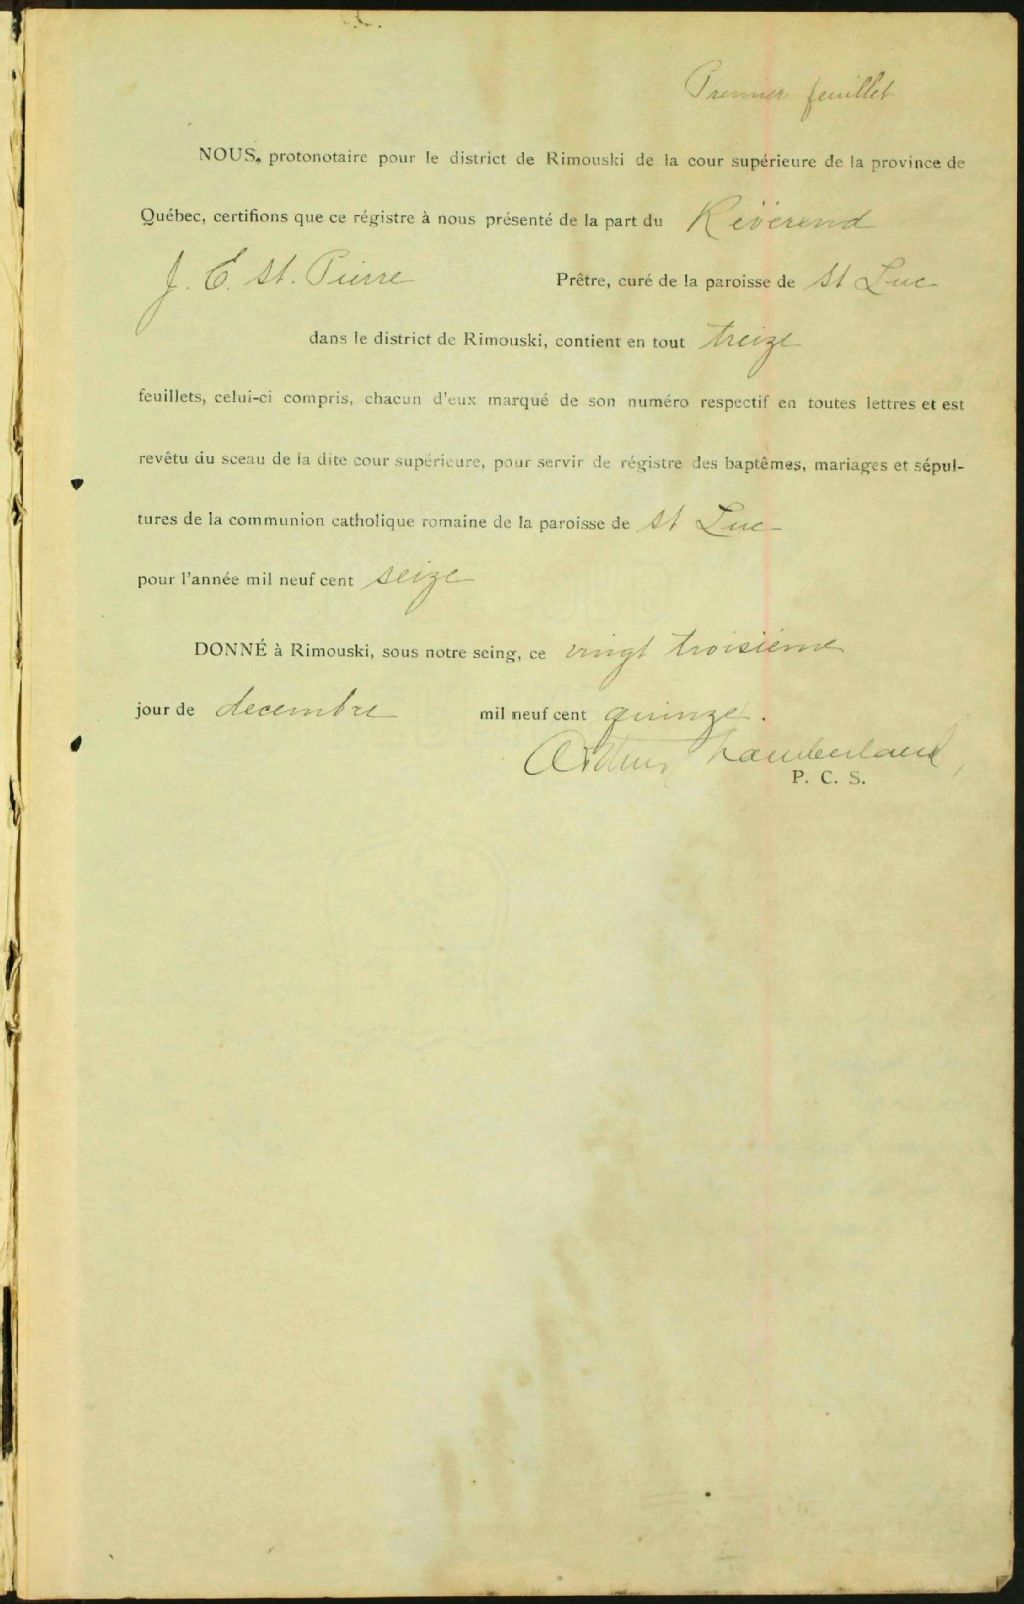 Premier feuillet
NOUS, protonotaire pour le district de Rimouski de la cour supérieure de la province de
Québec, certifions que ce régistre à nous présenté de la part du Révérend
J. E. St. Pierre Prêtre, curé de la paroisse de St Luc
dans le district de Rimouski, contient en tout treize
feuillets, celui-ci compris, chacun d'eux marqué de son numéro respectif en toutes lettres et est
revêtu du sceau de la dite cour supérieure, pour servir de régistre des baptêmes, mariages et sépul-
tures de la communion catholique romaine de la paroisse de St Luc
pour l'année mil neuf cent seize
DONNÉ à Rimouski, sous notre seing, ce vingt troisième
jour de decembre mil neuf cent quinze.
Arthur Chamberland,
P. C. S.